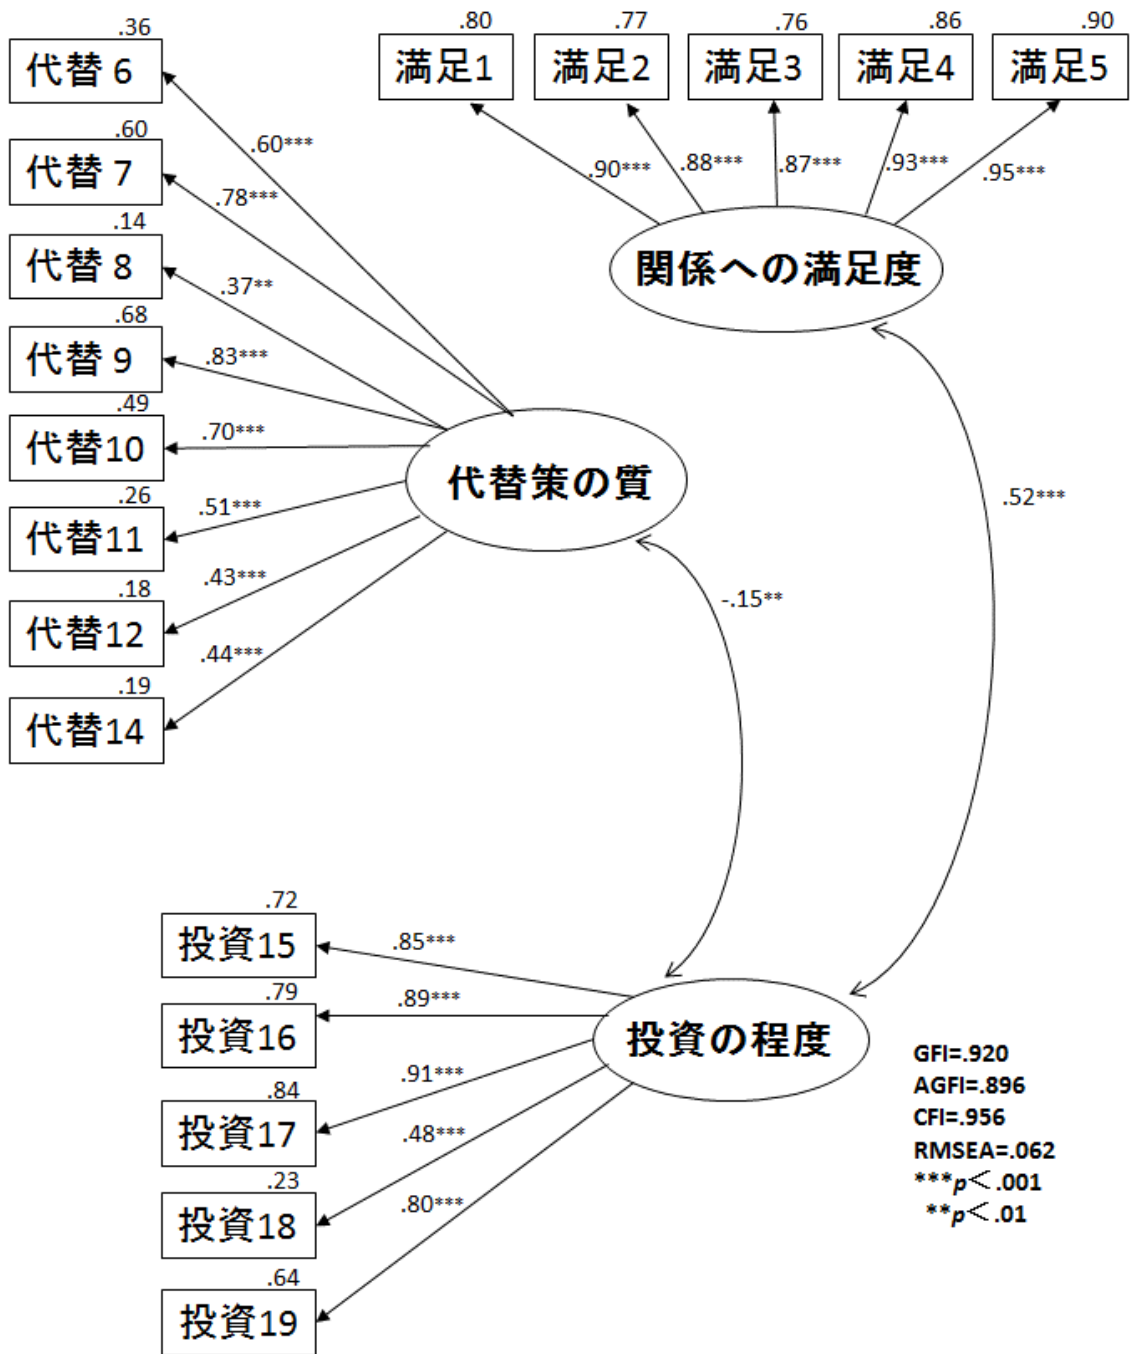 .36
代替 6
.60
代替 7
.14
代替 8
.68
代替 9
.49
代替10
.26
代替11
.18
代替12
.19
代替14
.60***
.78***
.37**
.83***
.70***
.51***
.43***
.44***
代替策の質
.80
満足1
.77
満足2
.76
満足3
.86
満足4
.90
満足5
.90***
.88***
.87***
.93***
.95***
関係への満足度
.52***
-.15**
.72
投資15
.79
投資16
.84
投資17
.23
投資18
.64
投資19
.85***
.89***
.91***
.48***
.80***
投資の程度
GFI=.920
AGFI=.896
CFI=.956
RMSEA=.062
***p＜.001
**p＜.01